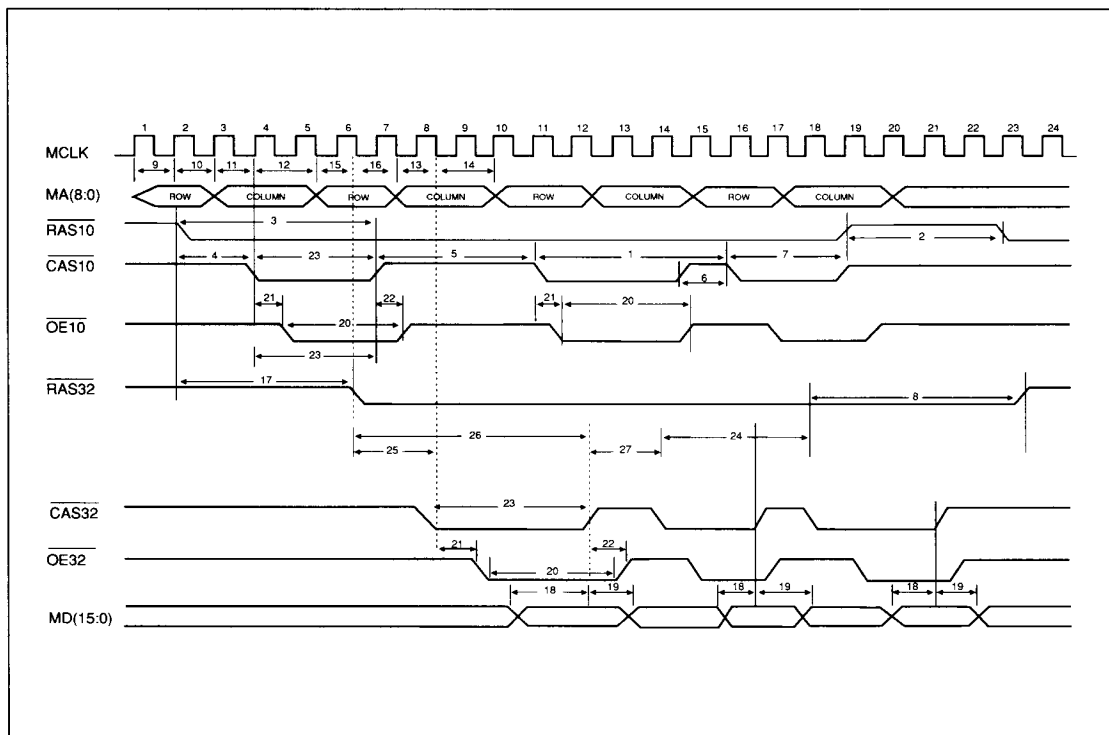 1 2 3 4 5 6 7 8 9 10 11 12 13 14 15 16 17 18 19 20 21 22 23 24
MCLK
9 10 11 12 15 16 13 14
MA(8:0) ROW COLUMN ROW COLUMN ROW COLUMN ROW COLUMN
RAS10 3 2
CAS10 4 23 5 1 6 7
21 22 21 20
OE10 20
23
RAS32 17 8
26 24
25 27
CAS32 23
21 22
OE32 20
18 19 18 19 18 19
MD(15:0)